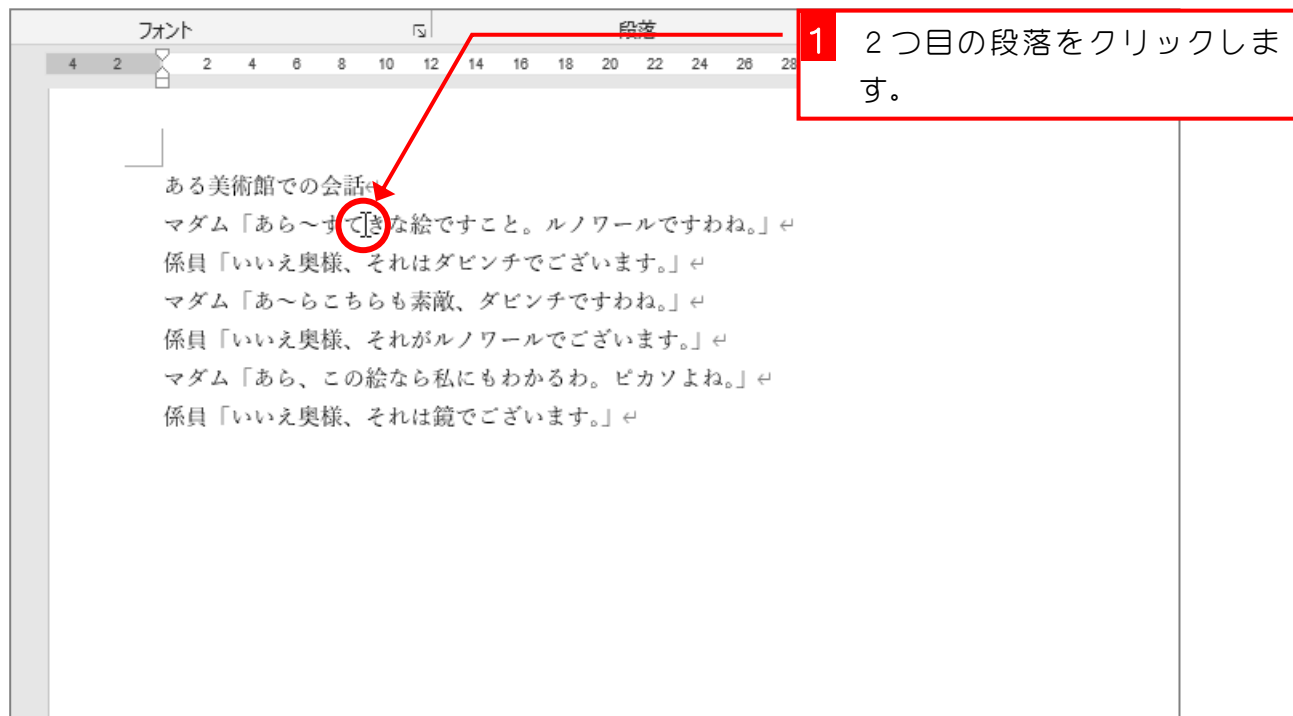 フォント
段落
1 2つ目の段落をクリックしま
す。
4 2 2 4 6 8 10 12 14 16 18 20 22 24 26 28
ある美術館での会話↵
マダム「あら～すてきな絵ですこと。ルノワールですわね。」↵
係員「いいえ奥様、それはダビンチでございます。」↵
マダム「あ～らこちらも素敵、ダビンチですわね。」↵
係員「いいえ奥様、それがルノワールでございます。」↵
マダム「あら、この絵なら私にもわかるわ。ピカソよね。」↵
係員「いいえ奥様、それは鏡でございます。」↵